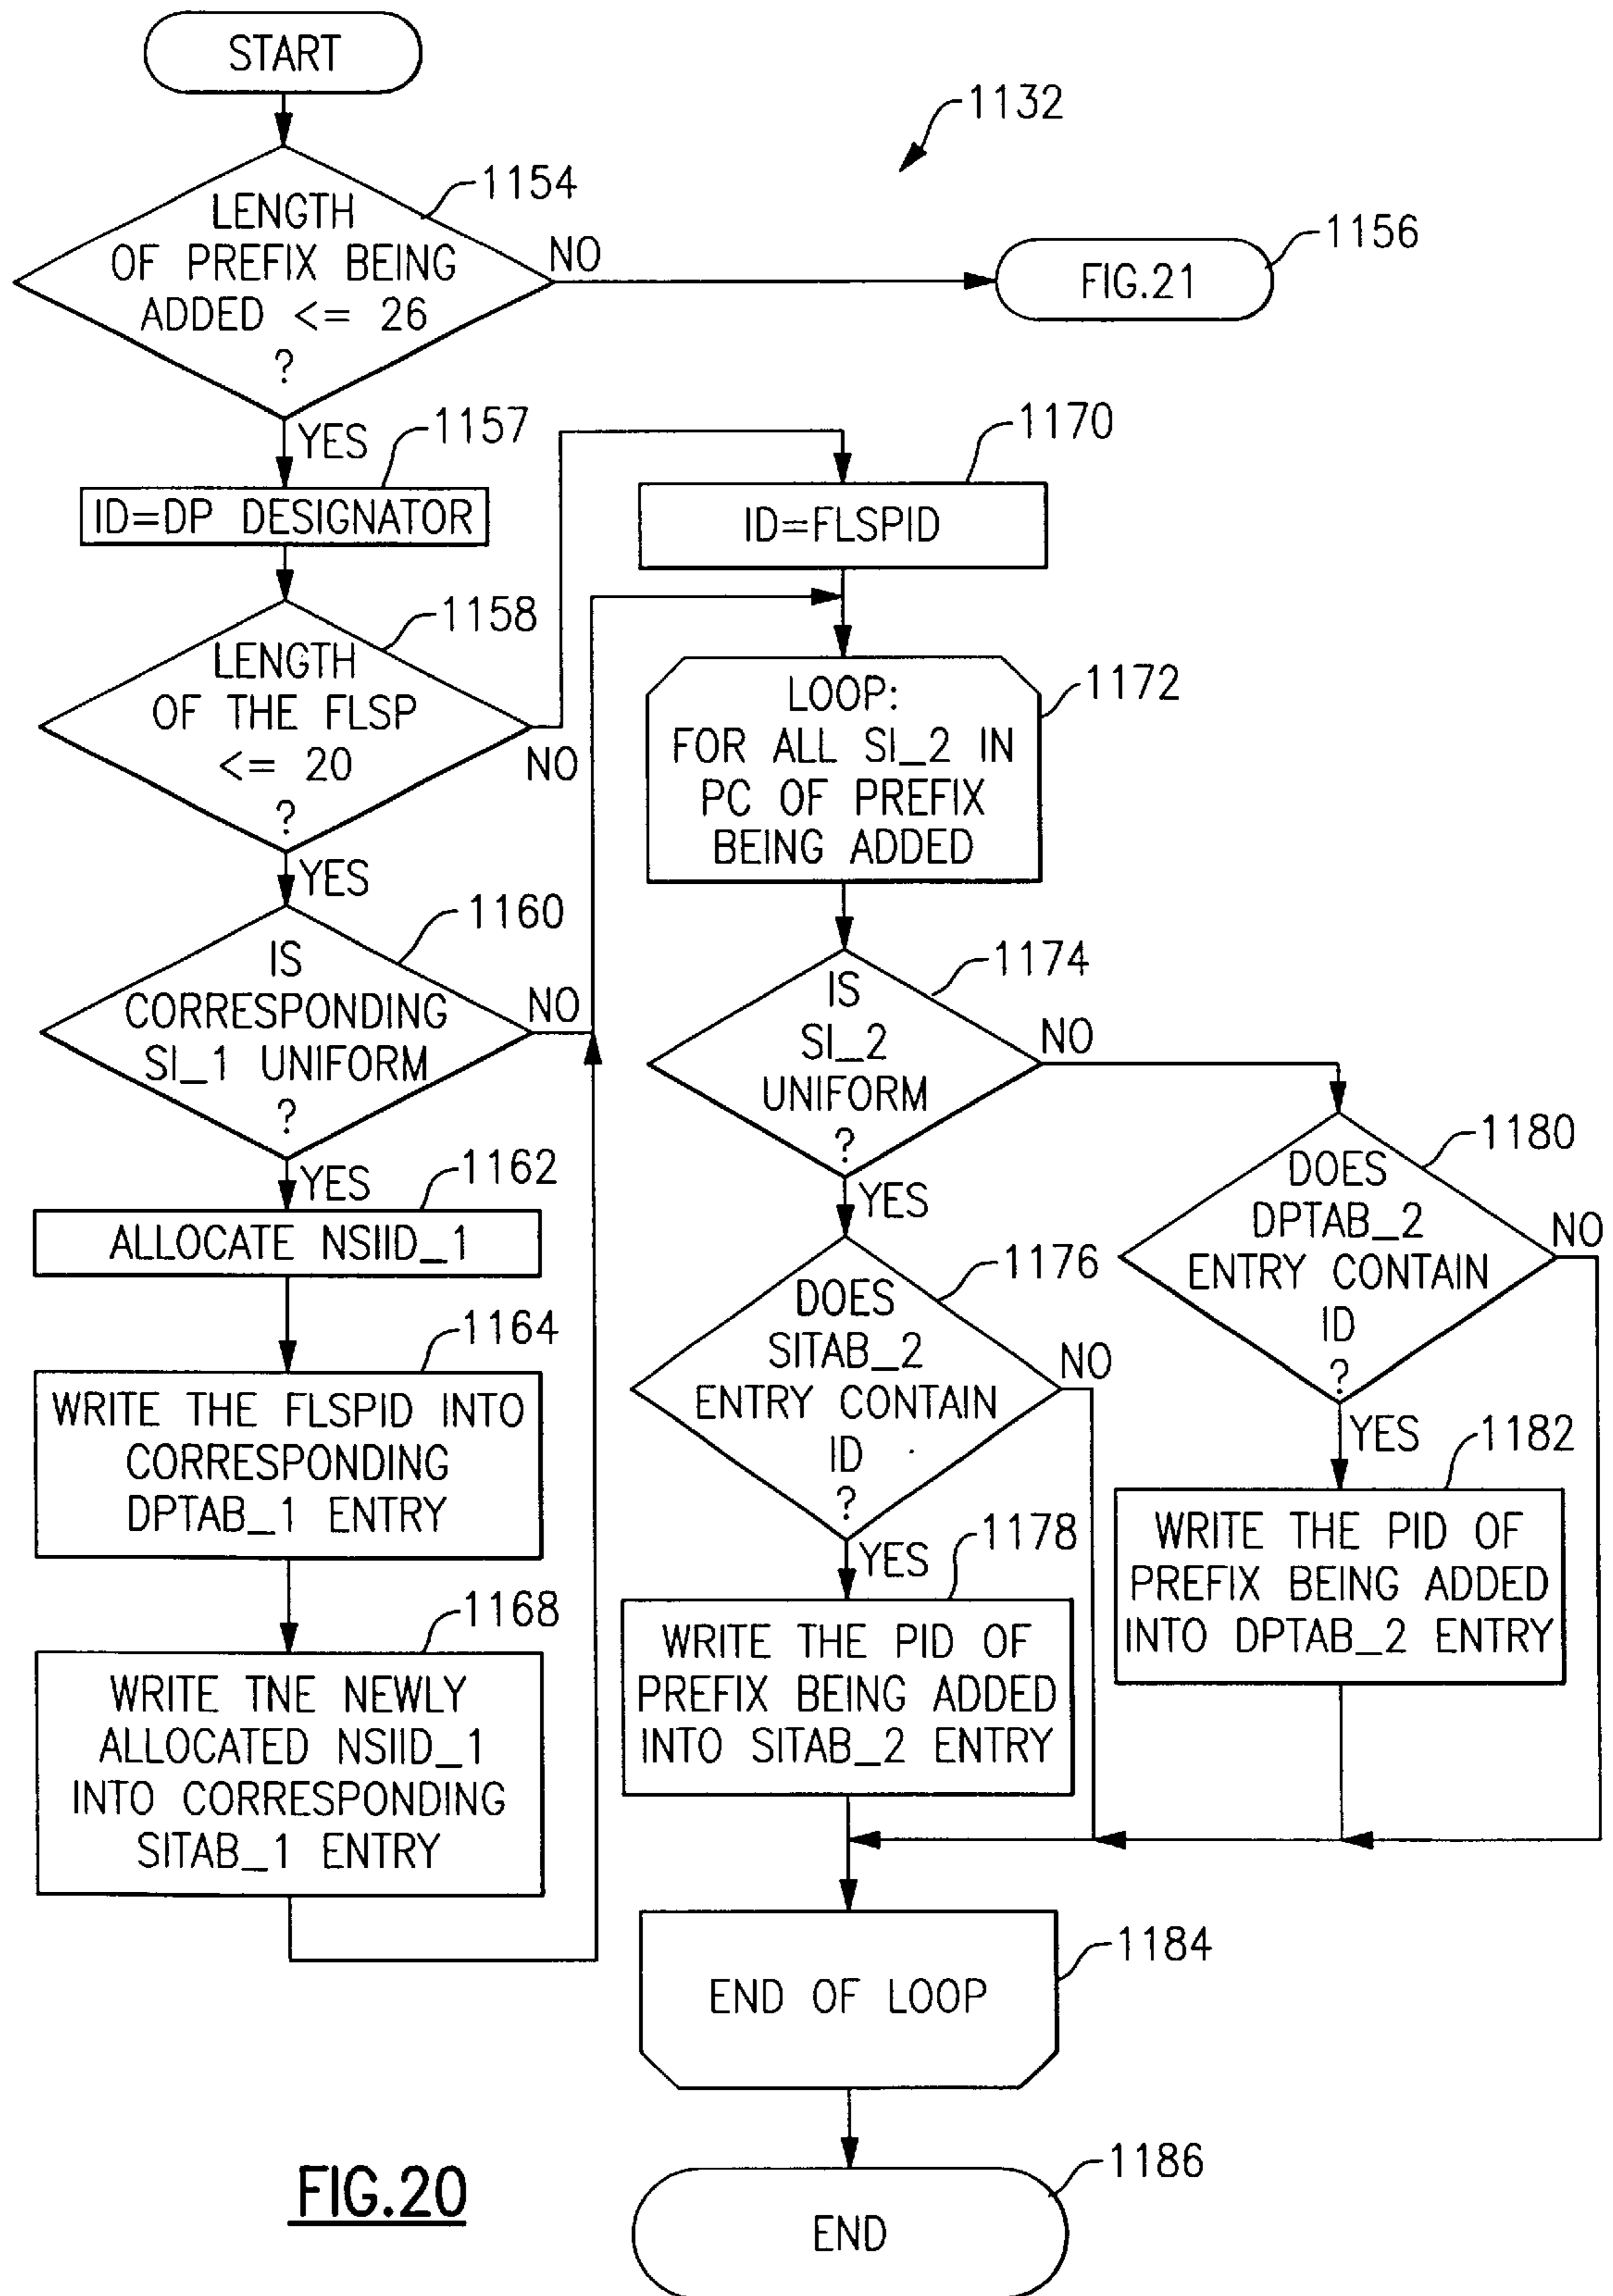 START
1132
1154
LENGTH
OF PREFIX BEING
ADDED <= 26
?
NO
1156
FIG.21
YES
1157
ID=DP DESIGNATOR
1158
LENGTH
OF THE FLSP
<= 20
?
NO
YES
1160
IS
CORRESPONDING
SI_1 UNIFORM
?
NO
YES
1162
ALLOCATE NSIID_1
1164
WRITE THE FLSPID INTO
CORRESPONDING
DPTAB_1 ENTRY
1168
WRITE TNE NEWLY
ALLOCATED NSIID_1
INTO CORRESPONDING
SITAB_1 ENTRY
1170
ID=FLSPID
1172
LOOP:
FOR ALL SI_2 IN
PC OF PREFIX
BEING ADDED
1174
IS
SI_2
UNIFORM
?
NO
YES
1176
DOES
SITAB_2
ENTRY CONTAIN
ID
?
NO
YES
1178
WRITE THE PID OF
PREFIX BEING ADDED
INTO SITAB_2 ENTRY
1180
DOES
DPTAB_2
ENTRY CONTAIN
ID
?
NO
YES
1182
WRITE THE PID OF
PREFIX BEING ADDED
INTO DPTAB_2 ENTRY
1184
END OF LOOP
1186
END
FIG.20